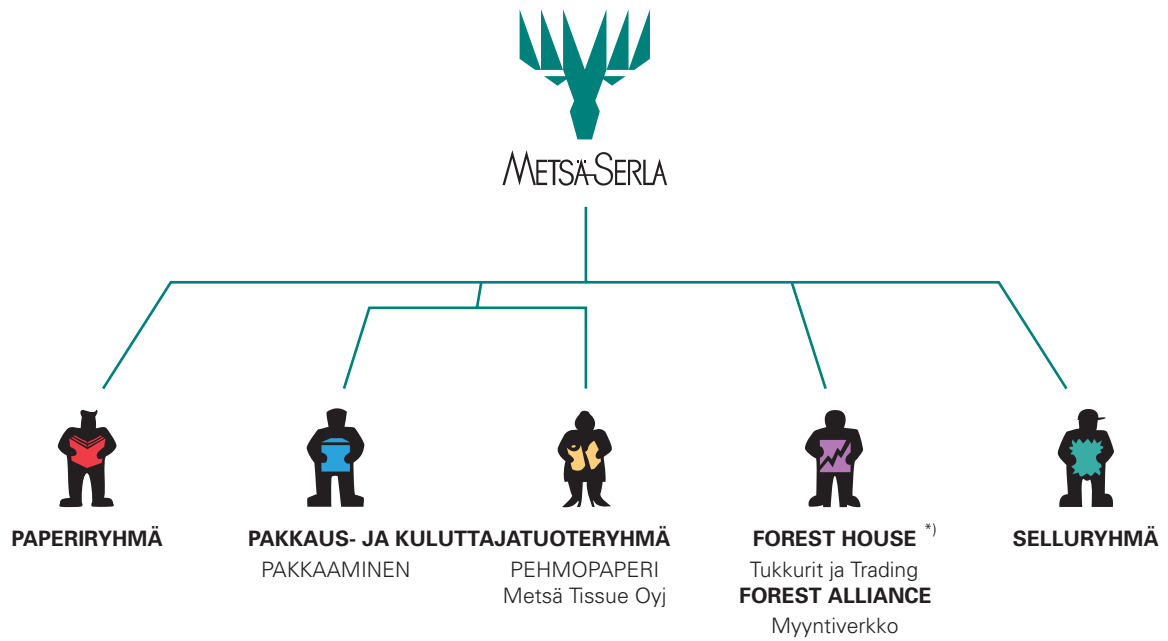 METSÄ-SERLA
PAPERIRYHMÄ
PAKKAUS- JA KULUTTAJATUOTERYHMÄ
PAKKAAMINEN
PEHMOPAPERI
Metsä Tissue Oyj
FOREST HOUSE *)
Tukkurit ja Trading
FOREST ALLIANCE
Myyntiverkko
SELLURYHMÄ